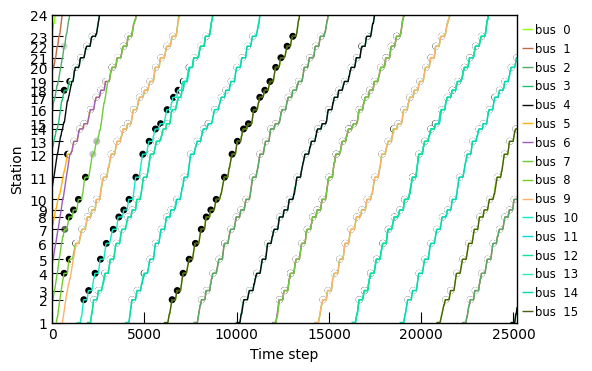 24
23
22
21
20
19
18
17
16
15
14
13
12
11
10
9
8
7
6
5
4
3
2
1
Station
0
5000
10000
15000
20000
25000
Time step
bus 0
bus 1
bus 2
bus 3
bus 4
bus 5
bus 6
bus 7
bus 8
bus 9
bus 10
bus 11
bus 12
bus 13
bus 14
bus 15